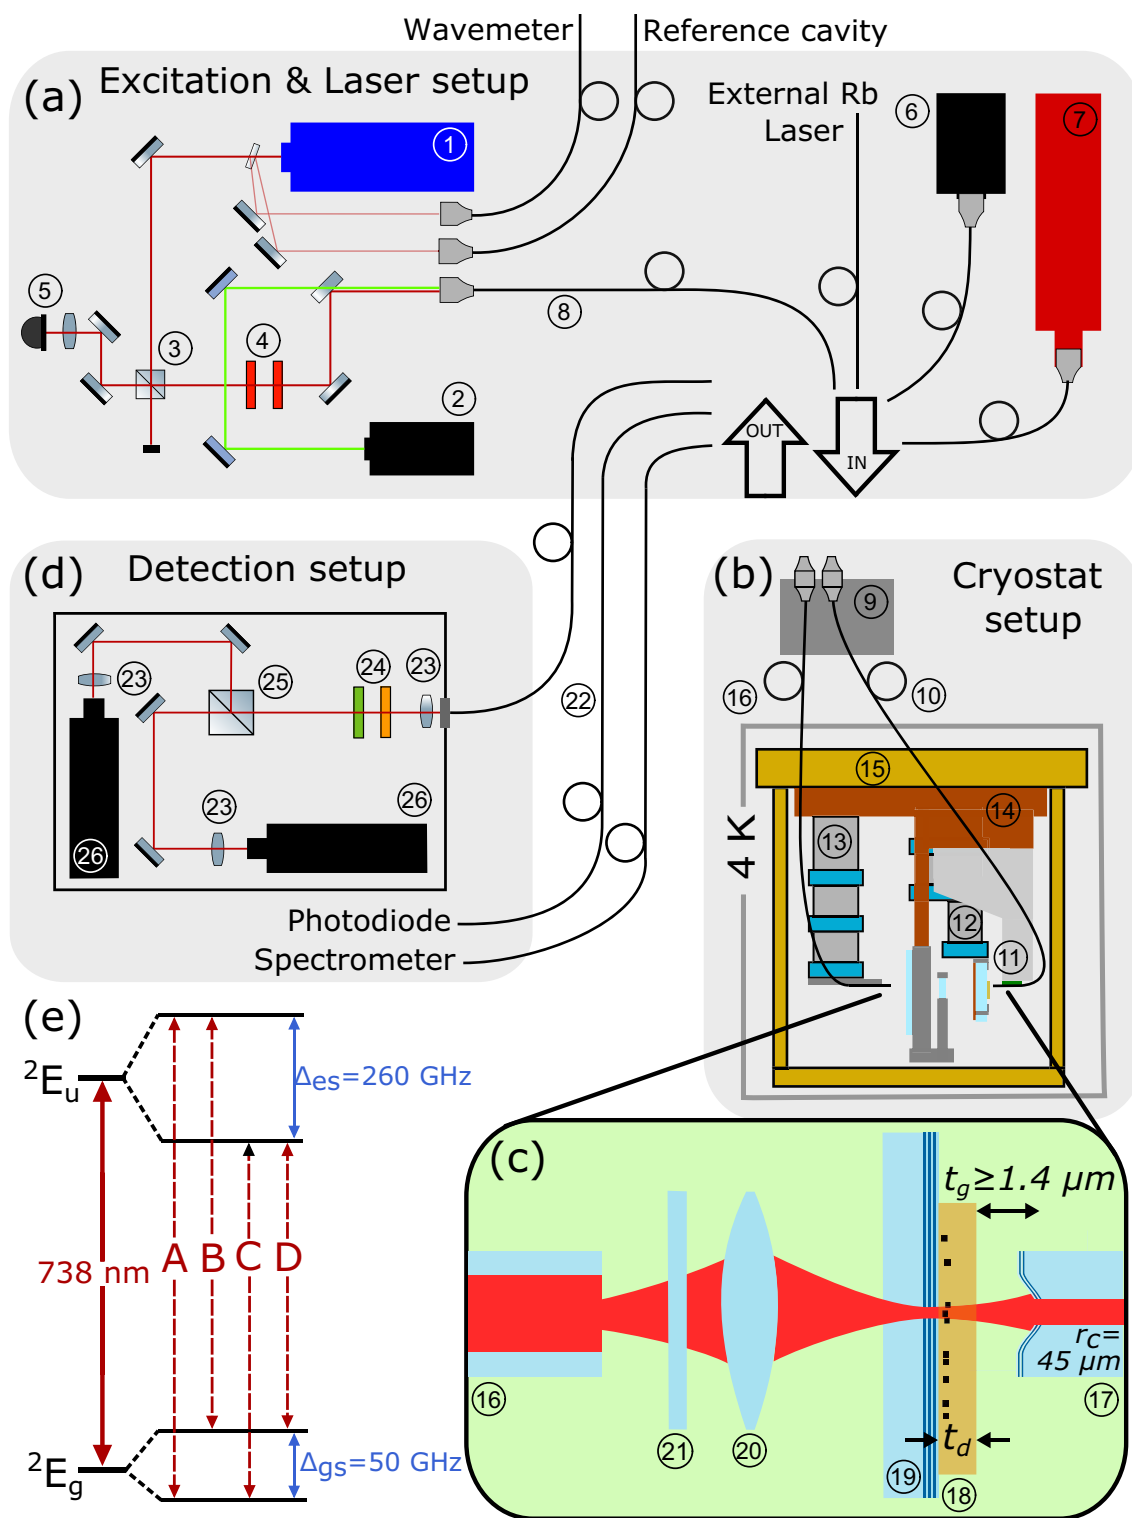 Wavemeter
Reference cavity
(a) Excitation & Laser setup
External Rb
Laser
1
2
3
4
5
6
7
8
OUT
IN
(d) Detection setup
22
23
24
23
25
23
26
26
Photodiode
Spectrometer
(b) Cryostat
setup
9
16
10
15
14
13
12
11
4 K
(e)
²Eᵤ
Δes=260 GHz
738 nm
A B C D
²Eg
Δgs=50 GHz
(c)
tg≥1.4 µm
rc=
45 µm
16
17
21
20
19
18
td